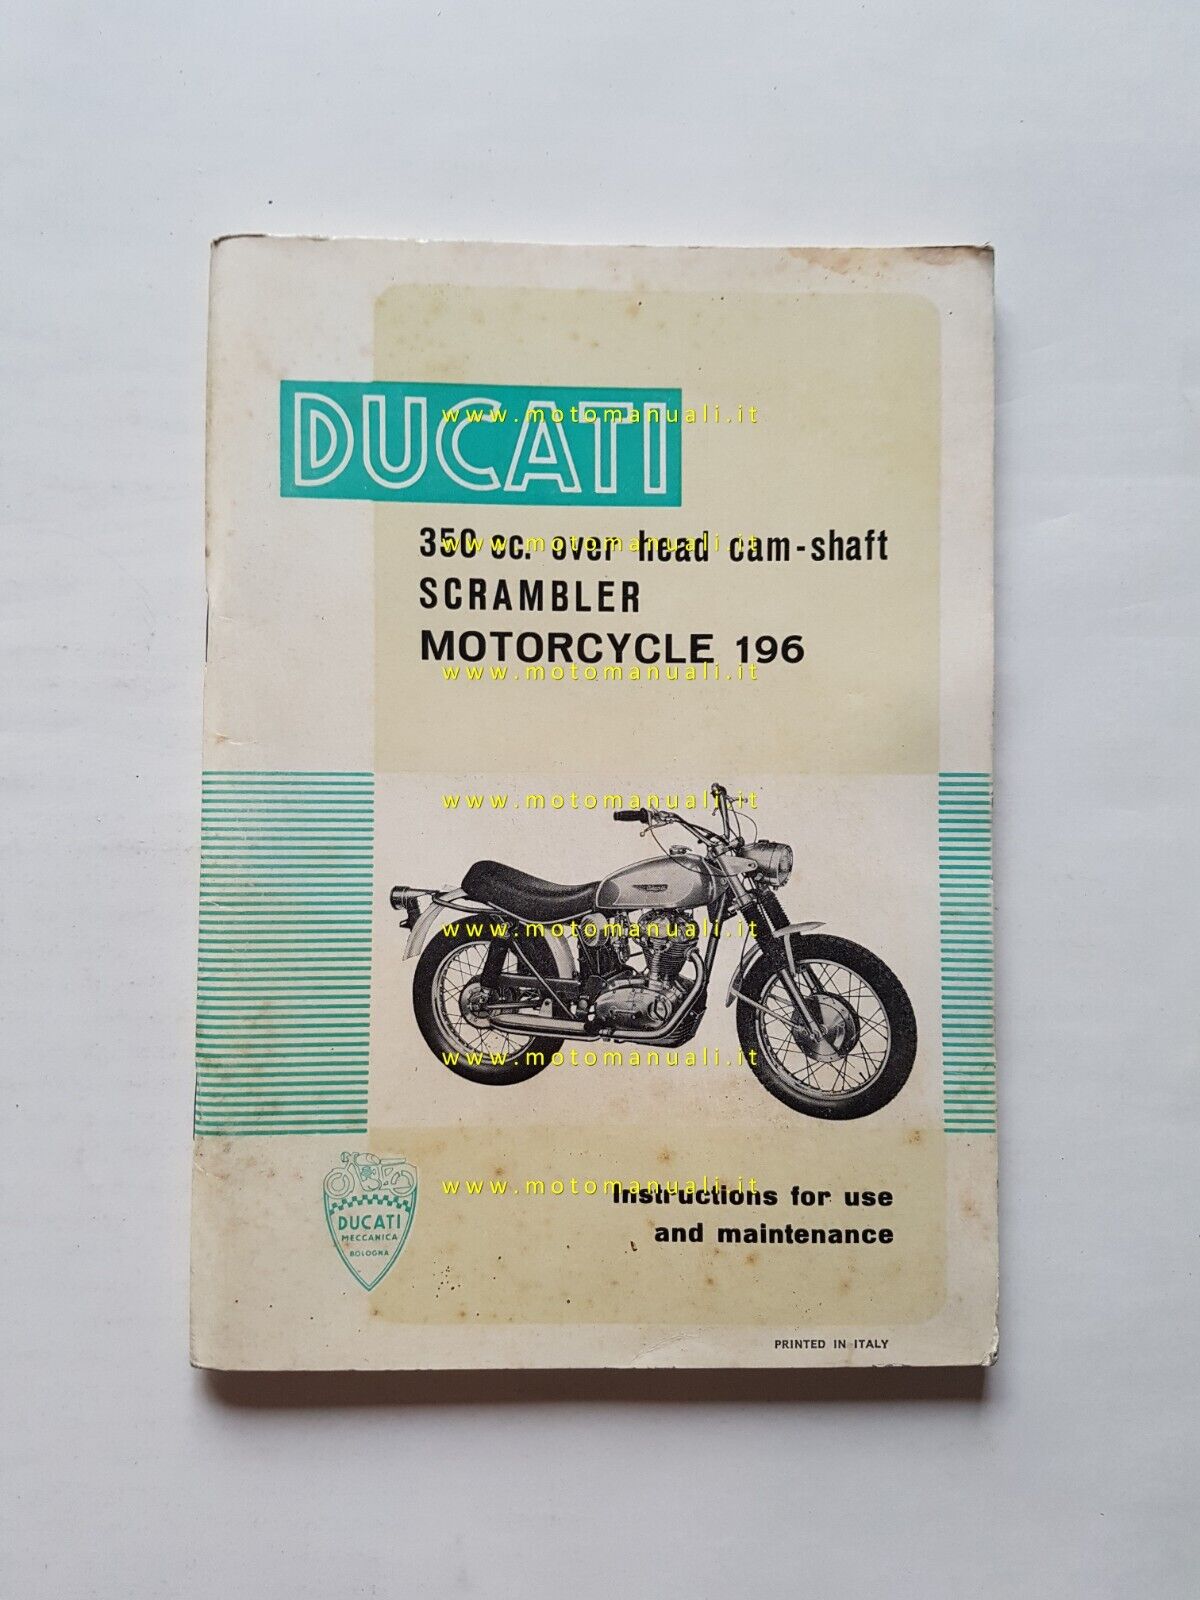 DUCATI
www.motomanuali.it
350 cc. over head cam-shaft
www.motomanuali.it
SCRAMBLER
MOTORCYCLE 196
www.motomanuali.it
www.motomanuali.it
Ducati
www.motomanuali.it
www.motomanuali.it
www.motomanuali.it
Instructions for use
and maintenance
DUCATI
MECCANICA
BOLOGNA
PRINTED IN ITALY